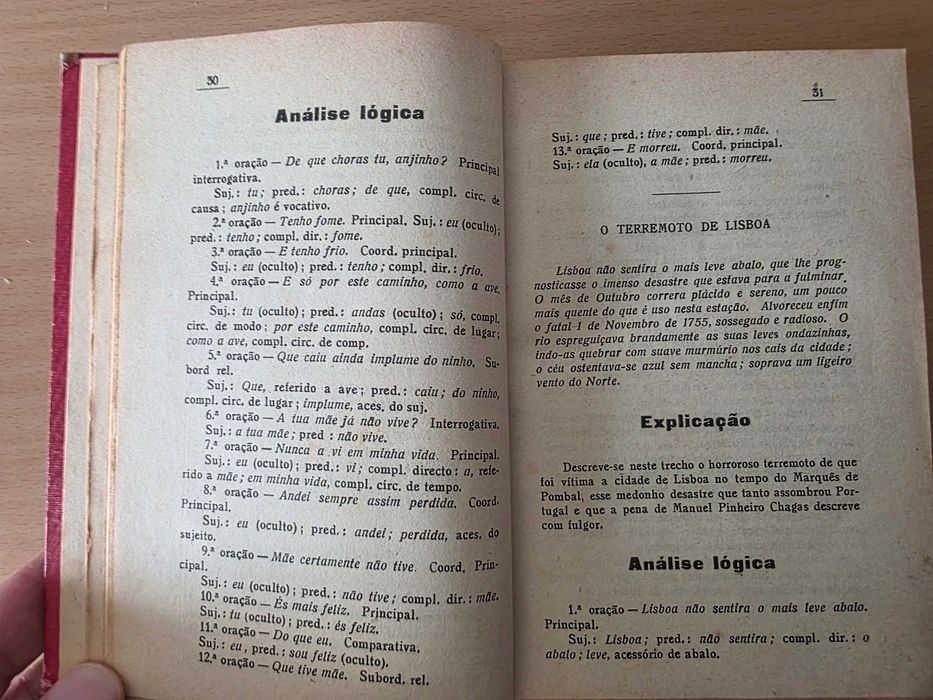 30
Análise lógica
1.ª oração — De que choras tu, anjinho? Principal
interrogativa.
Suj.: tu; pred.: choras; de que, compl. circ. de
causa; anjinho é vocativo.
2.ª oração — Tenho fome. Principal. Suj.: eu (oculto);
pred.: tenho; compl. dir.: fome.
3.ª oração — E tenho frio. Coord. principal.
Suj.: eu (oculto); pred.: tenho; compl. dir.: frio.
4.ª oração — E só por este caminho, como a ave.
Principal.
Suj.: tu (oculto); pred.: andas (oculto); só, compl.
circ. de modo; por este caminho, compl. circ. de lugar;
como a ave, compl. circ. de comp.
5.ª oração — Que caiu ainda implume do ninho. Su-
bord rel.
Suj.: Que, referido a ave; pred.: caiu; do ninho,
compl. circ. de lugar; implume, aces. do suj.
6.ª oração — A tua mãe já não vive? Interrogativa.
Suj.: a tua mãe; pred : não vive.
7.ª oração — Nunca a vi em minha vida. Principal.
Suj.: eu (oculto); pred.: vi; compl. directo: a, refe-
rido a mãe; em minha vida, compl. circ. de tempo.
8.ª oração — Andei sempre assim perdida. Coord.
Principal.
Suj.: eu (oculto); pred.: andei; perdida, aces. do
sujeito.
9.ª oração — Mãe certamente não tive. Coord. Prin-
cipal.
Suj.: eu (oculto); pred.: não tive; compl. dir.: mãe.
10.ª oração — És mais feliz. Principal.
Suj.: tu (oculto); pred.: és feliz.
11.ª oração — Do que eu. Comparativa.
Suj.: eu, pred.: sou feliz (oculto).
12.ª oração — Que tive mãe. Subord. rel.
31
Suj.: que; pred.: tive; compl. dir.: mãe.
13.ª oração — E morreu. Coord. principal.
Suj.: ela (oculto), a mãe; pred.: morreu.
O TERREMOTO DE LISBOA
Lisboa não sentira o mais leve abalo, que lhe prog-
nosticasse o imenso desastre que estava para a fulminar.
O mês de Outubro correra plácido e sereno, um pouco
mais quente do que é uso nesta estação. Alvoreceu enfim
o fatal 1 de Novembro de 1755, sossegado e radioso. O
rio espreguiçava brandamente as suas leves ondazinhas,
indo-as quebrar com suave murmúrio nos cais da cidade;
o céu ostentava-se azul sem mancha; soprava um ligeiro
vento do Norte.
Explicação
Descreve-se neste trecho o horroroso terremoto de que
foi vítima a cidade de Lisboa no tempo do Marquês de
Pombal, esse medonho desastre que tanto assombrou Por-
tugal e que a pena de Manuel Pinheiro Chagas descreve
com fulgor.
Análise lógica
1.ª oração — Lisboa não sentira o mais leve abalo.
Principal.
Suj.: Lisboa; pred.: não sentira; compl. dir.: o
abalo; leve, acessório de abalo.